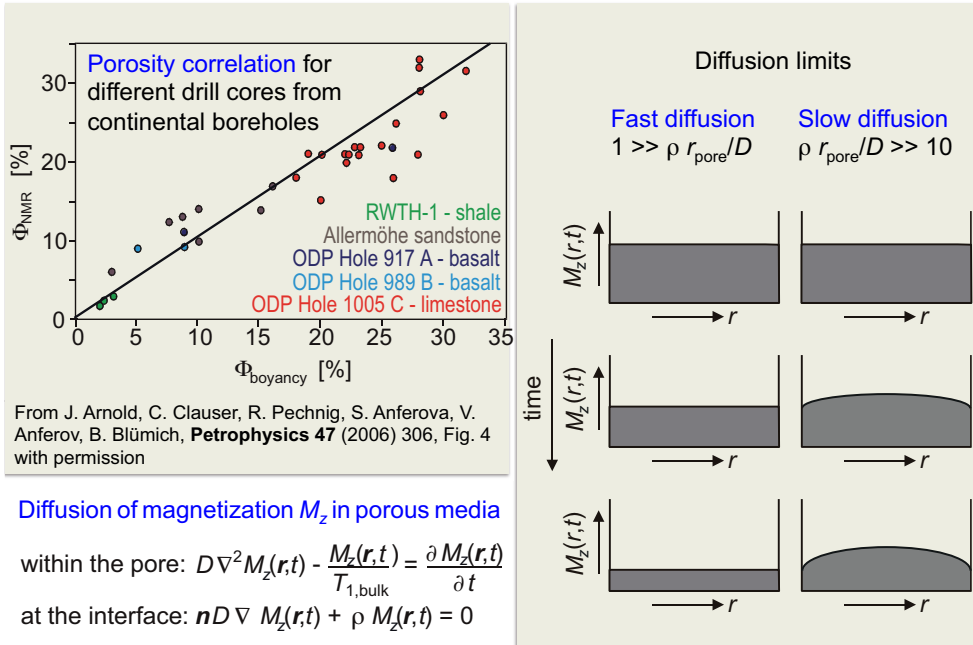 Porosity correlation for
different drill cores from
continental boreholes
30
20
10
0
Φ_NMR [%]
RWTH-1 - shale
Allermöhe sandstone
ODP Hole 917 A - basalt
ODP Hole 989 B - basalt
ODP Hole 1005 C - limestone
0 5 10 15 20 25 30 35
Φ_boyancy [%]
From J. Arnold, C. Clauser, R. Pechnig, S. Anferova, V.
Anferov, B. Blümich, Petrophysics 47 (2006) 306, Fig. 4
with permission
Diffusion of magnetization M_z in porous media
within the pore: D ∇² M_z(r,t) - M_z(r,t)/T_1,bulk = ∂ M_z(r,t)/∂ t
at the interface: n D ∇ M_z(r,t) + ρ M_z(r,t) = 0
Diffusion limits
Fast diffusion Slow diffusion
1 >> ρ r_pore/D ρ r_pore/D >> 10
M_z(r,t)
r r
time
M_z(r,t)
r r
M_z(r,t)
r r